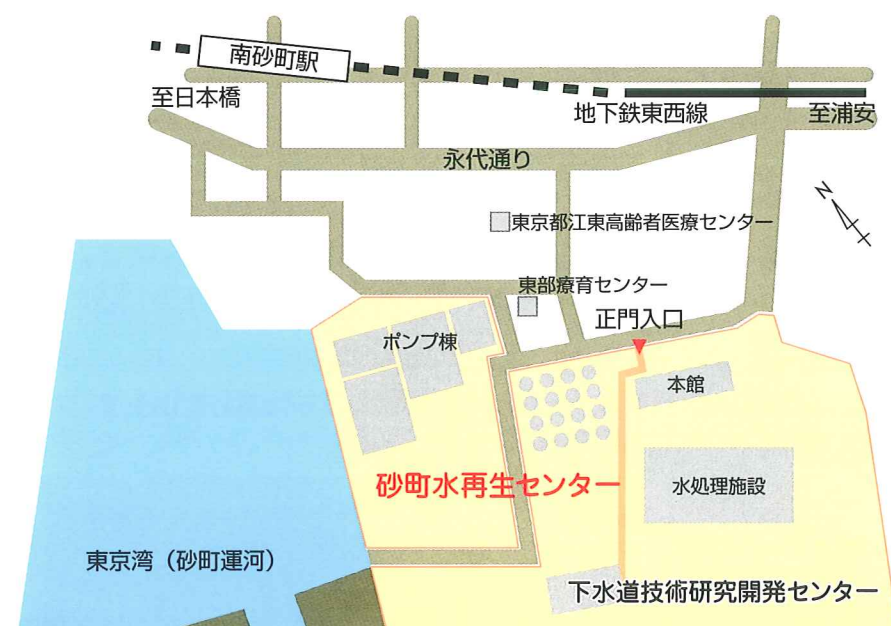 南砂町駅
至日本橋
地下鉄東西線
至浦安
永代通り
N
東京都江東高齢者医療センター
東部療育センター
正門入口
ポンプ棟
本館
砂町水再生センター
水処理施設
東京湾（砂町運河）
下水道技術研究開発センター